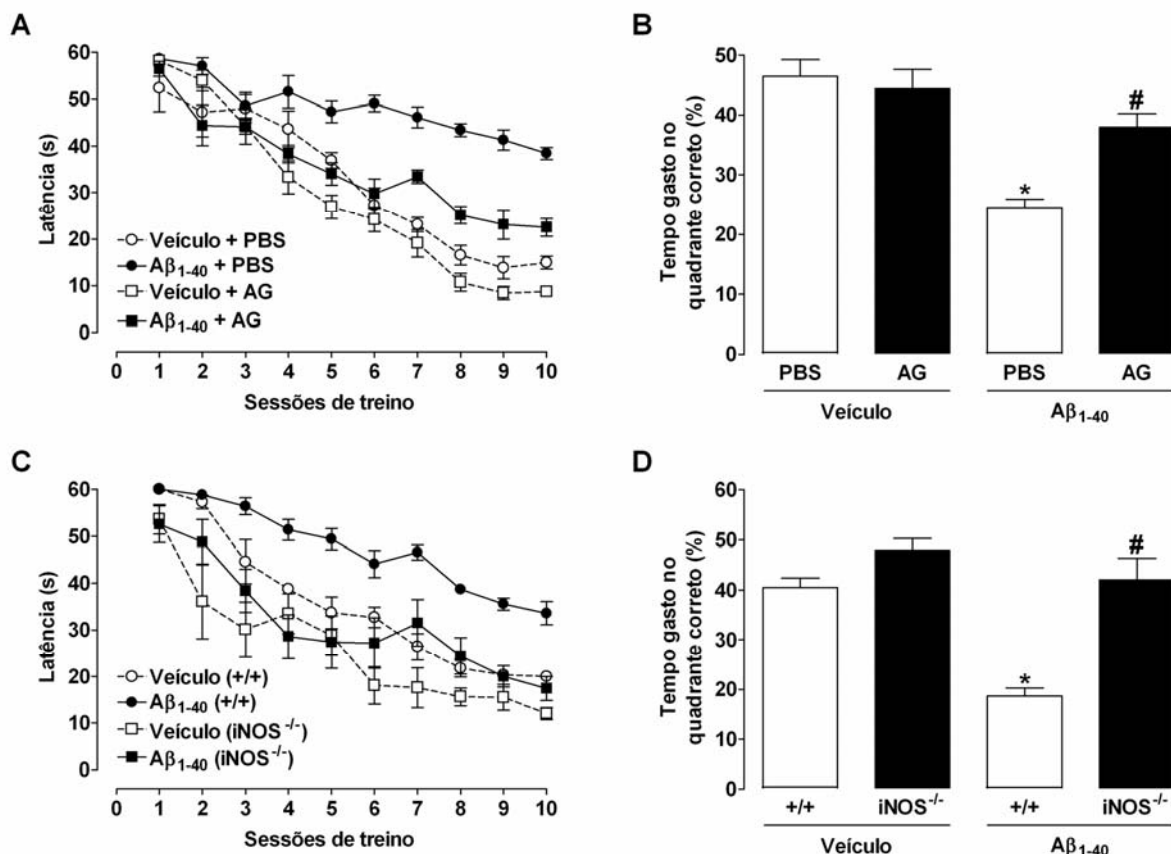 A
Latência (s)
60
50
40
30
20
10
0
Veículo + PBS
Aβ1-40 + PBS
Veículo + AG
Aβ1-40 + AG
0 1 2 3 4 5 6 7 8 9 10
Sessões de treino
B
Tempo gasto no
quadrante correto (%)
50
40
30
20
10
0
*
#
PBS AG PBS AG
Veículo Aβ1-40
C
Latência (s)
60
50
40
30
20
10
0
Veículo (+/+)
Aβ1-40 (+/+)
Veículo (iNOS-/-)
Aβ1-40 (iNOS-/-)
0 1 2 3 4 5 6 7 8 9 10
Sessões de treino
D
Tempo gasto no
quadrante correto (%)
60
50
40
30
20
10
0
*
#
+/+ iNOS-/- +/+ iNOS-/-
Veículo Aβ1-40